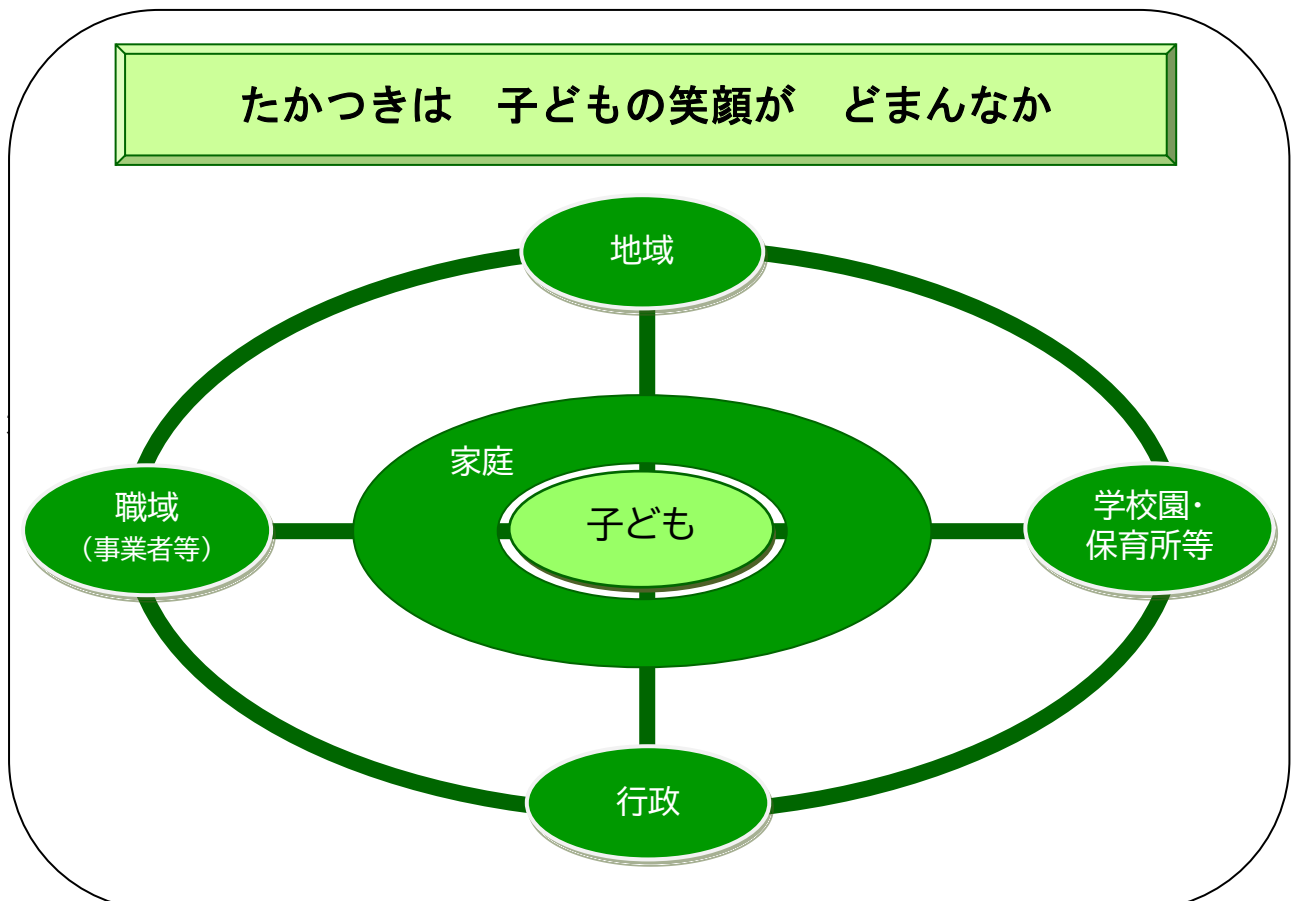 たかつきは　子どもの笑顔が　どまんなか
地域
家庭
子ども
職域
（事業者等）
学校園・
保育所等
行政